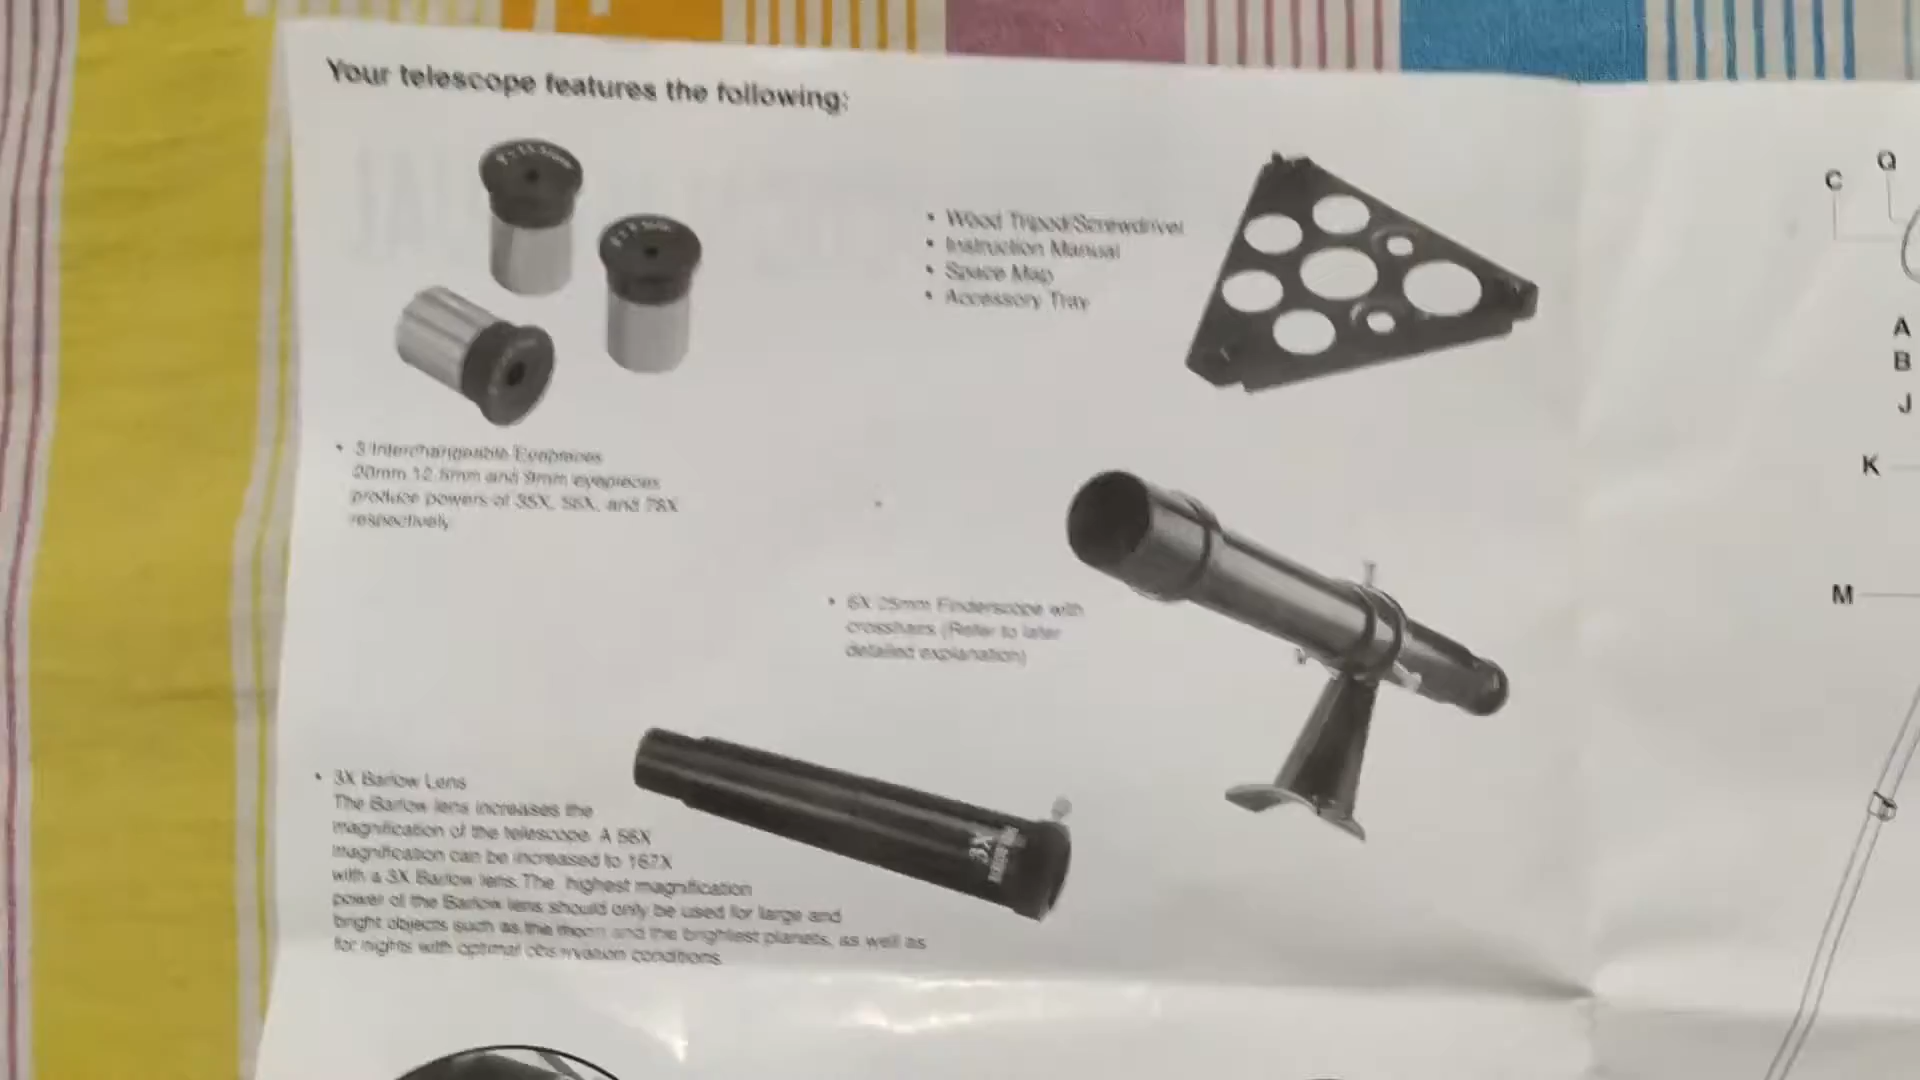 Your telescope features the following:
• Wood Tripod/Screwdriver
• Instruction Manual
• Space Map
• Accessory Tray
• 3 Interchangeable Eyepieces
20mm 12.5mm and 9mm eyepieces
produce powers of 35X, 56X, and 78X
respectively
• 6X 25mm Finderscope with
crosshairs (Refer to later
detailed explanation)
• 3X Barlow Lens
The Barlow lens increases the
magnification of the telescope. A 56X
magnification can be increased to 167X
with a 3X Barlow lens. The highest magnification
power of the Barlow lens should only be used for large and
bright objects such as the moon and the brightest planets, as well as
for nights with optimal observation conditions
3X
C
Q
A
B
J
K
M